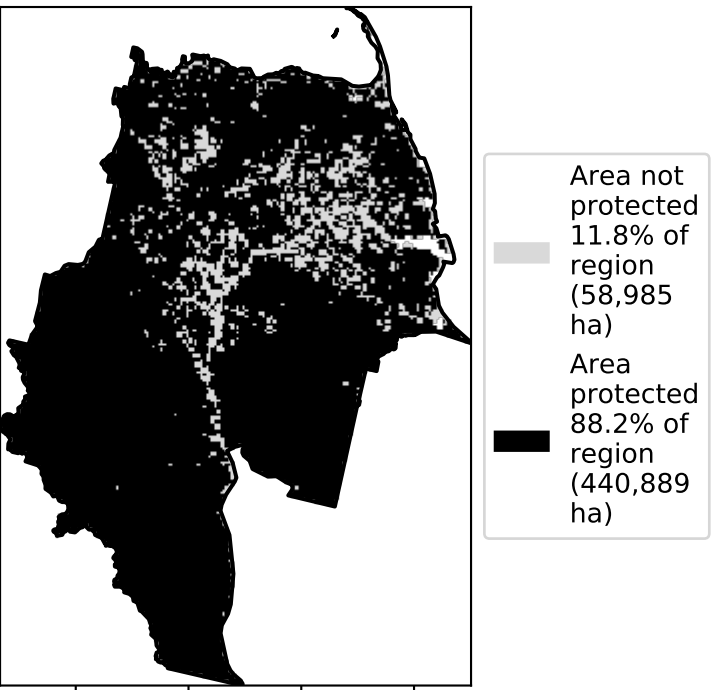 Area not
protected
11.8% of
region
(58,985
ha)
Area
protected
88.2% of
region
(440,889
ha)